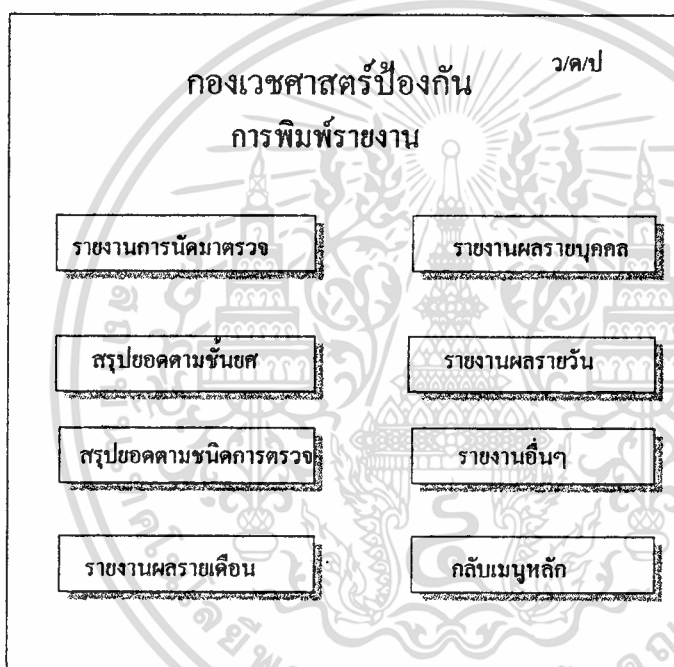 ว/ด/ป
กองเวชศาสตร์ป้องกัน
การพิมพ์รายงาน
รายงานการนัดมาตรวจ
รายงานผลรายบุคคล
สรุปยอดตามชั้นยศ
รายงานผลรายวัน
สรุปยอดตามชนิดการตรวจ
รายงานอื่นๆ
รายงานผลรายเดือน
กลับเมนูหลัก